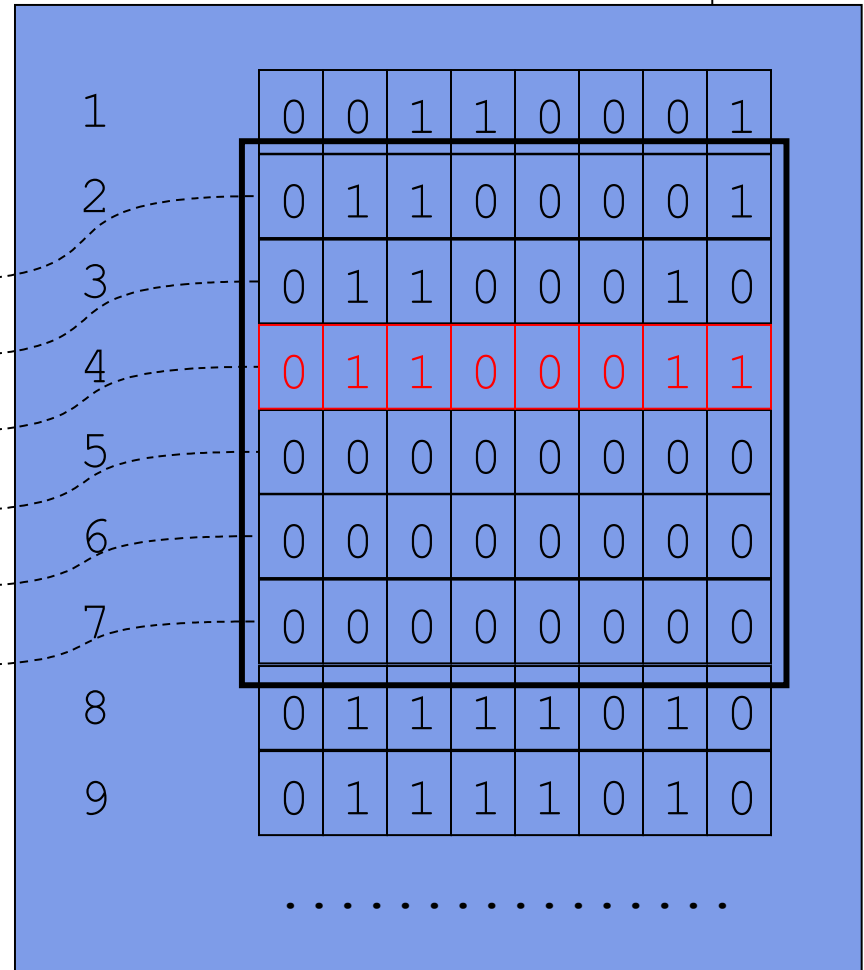 1 0 0 1 1 0 0 0 1
2 0 1 1 0 0 0 0 1
3 0 1 1 0 0 0 1 0
4 0 1 1 0 0 0 1 1
5 0 0 0 0 0 0 0 0
6 0 0 0 0 0 0 0 0
7 0 0 0 0 0 0 0 0
8 0 1 1 1 1 0 1 0
9 0 1 1 1 1 0 1 0
................